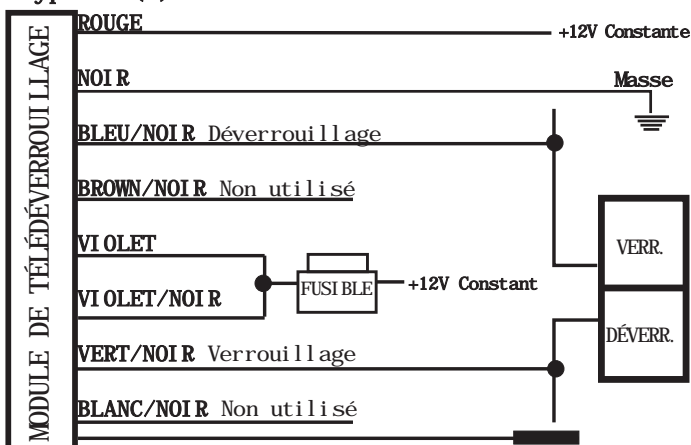 ROUGE
+12V Constante
NOIR
Masse
BLEU/NOIR Déverrouillage
BROWN/NOIR Non utilisé
VIOLET
VERR.
FUSIBLE
+12V Constant
VIOLET/NOIR
DÉVERR.
VERT/NOIR Verrouillage
BLANC/NOIR Non utilisé
MODULE DE TÉLÉDÉVERROUILLAGE